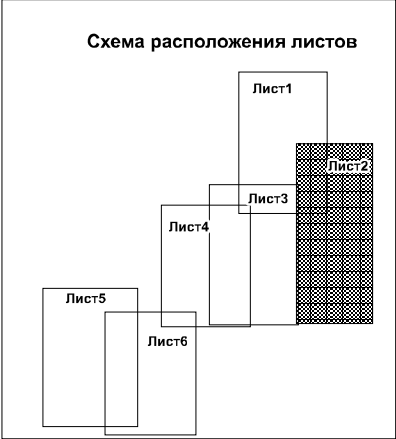 Схема расположения листов
Лист1
Лист2
Лист3
Лист4
Лист5
Лист6